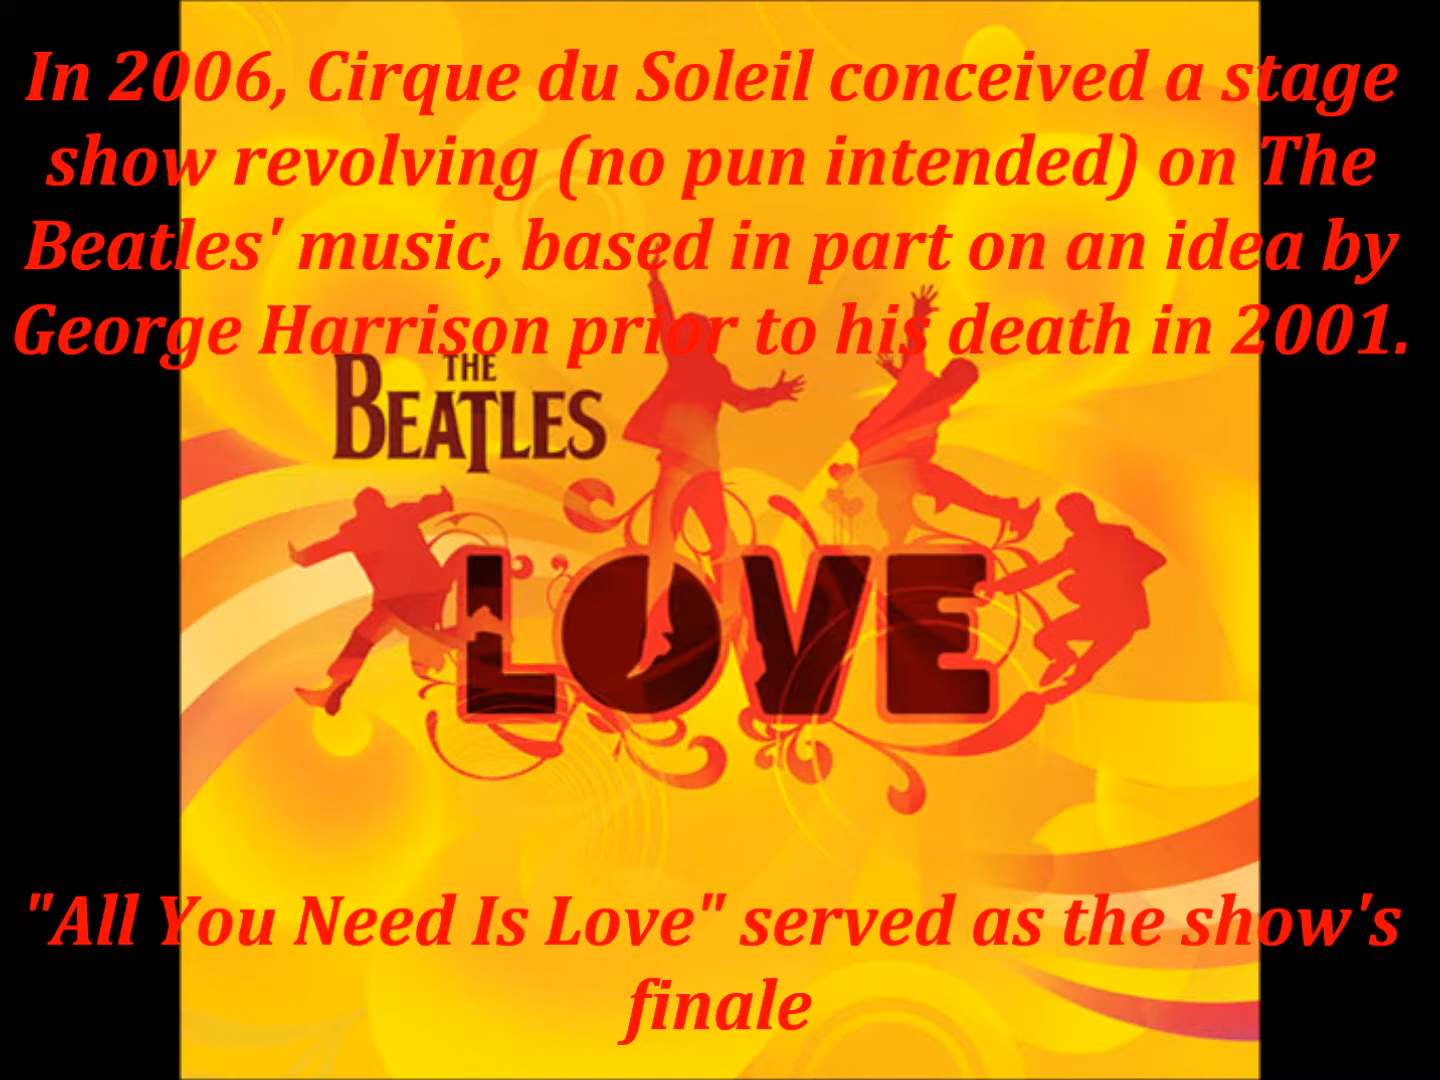 In 2006, Cirque du Soleil conceived a stage
show revolving (no pun intended) on The
Beatles' music, based in part on an idea by
George Harrison prior to his death in 2001.
THE
BEATLES
LOVE
"All You Need Is Love" served as the show's
finale